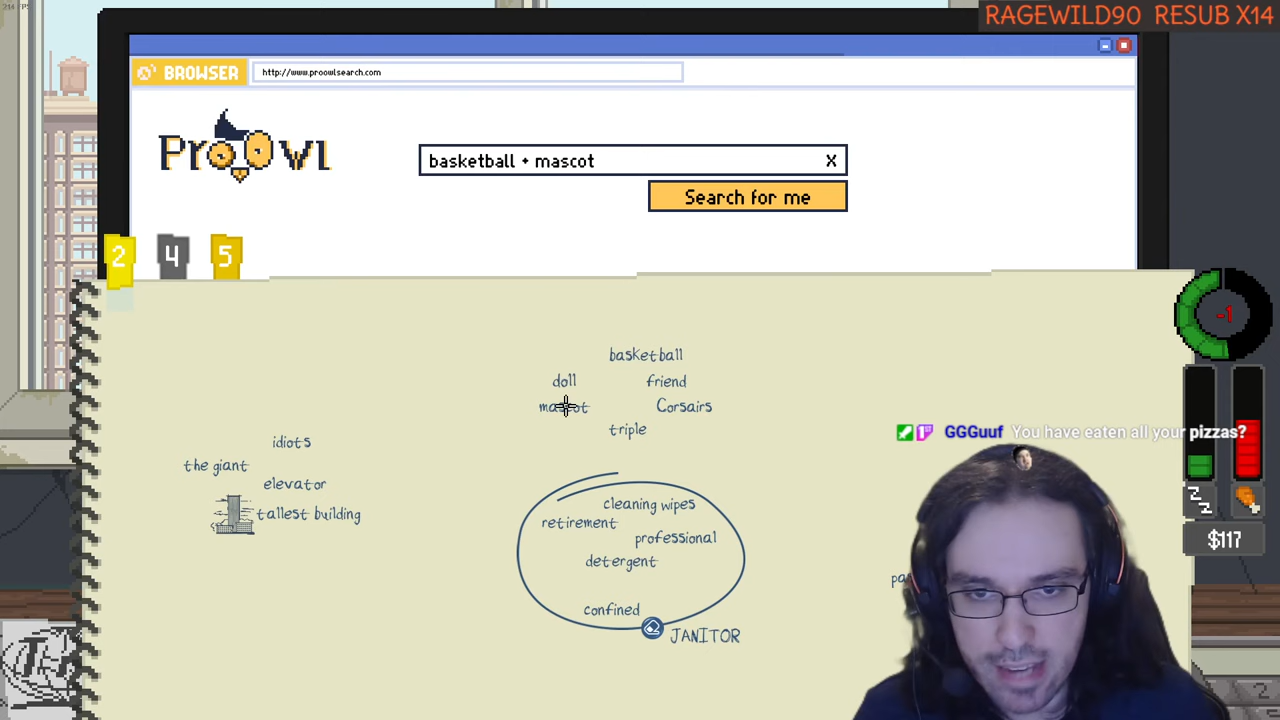 RAGEWILD90 RESUB X14
BROWSER
http://www.proowlsearch.com
PrOOwl
basketball + mascot X
Search for me
2 4 5
-1
basketball
doll friend
mascot Corsairs
triple
GGGuuf You have eaten all your pizzas?
idiots
the giant
elevator
tallest building
cleaning wipes
retirement
professional
detergent
confined
JANITOR
$117